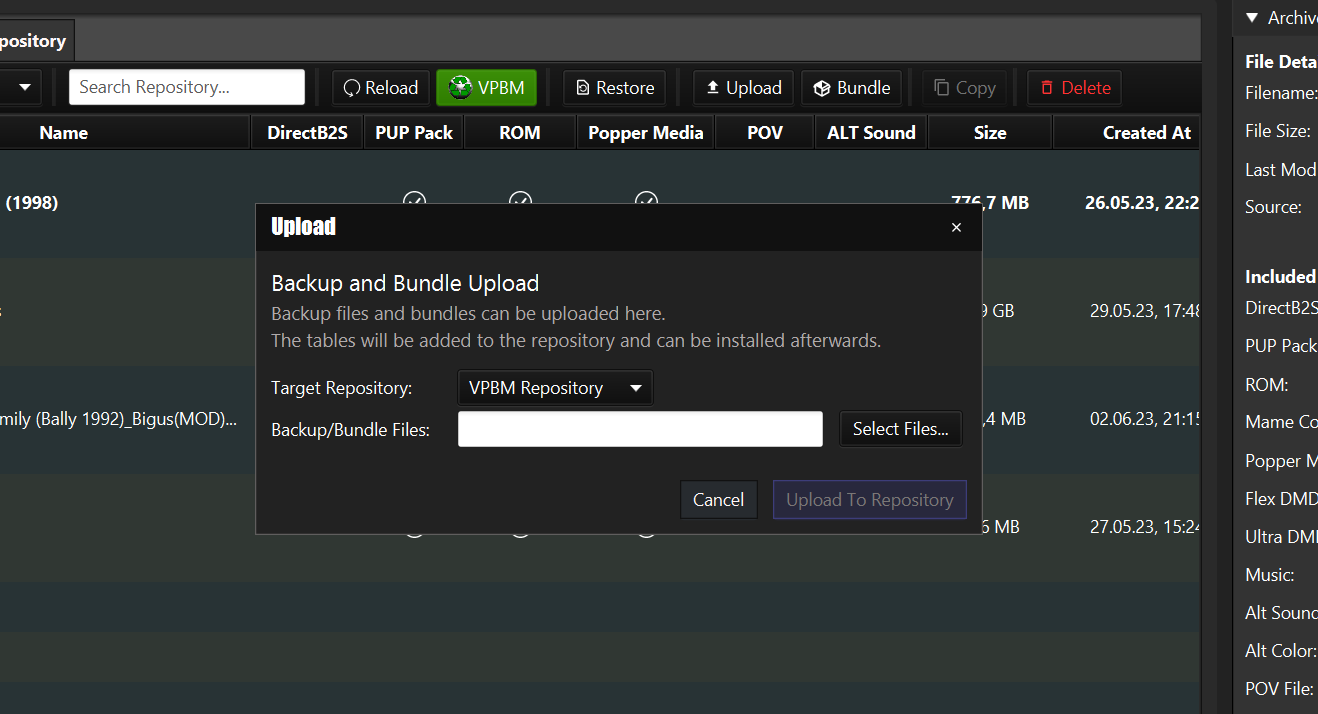 pository
Archiv
Search Repository...
Reload
VPBM
Restore
Upload
Bundle
Copy
Delete
Name
DirectB2S
PUP Pack
ROM
Popper Media
POV
ALT Sound
Size
Created At
(1998)
776,7 MB
26.05.23, 22:2
9 GB
29.05.23, 17:48
mily (Bally 1992)_Bigus(MOD)...
,4 MB
02.06.23, 21:15
6 MB
27.05.23, 15:24
Upload
×
Backup and Bundle Upload
Backup files and bundles can be uploaded here.
The tables will be added to the repository and can be installed afterwards.
Target Repository:
VPBM Repository
Backup/Bundle Files:
Select Files...
Cancel
Upload To Repository
File Deta
Filename:
File Size:
Last Mod
Source:
Included
DirectB2S
PUP Pack
ROM:
Mame Co
Popper M
Flex DMD
Ultra DM
Music:
Alt Sound
Alt Color:
POV File: